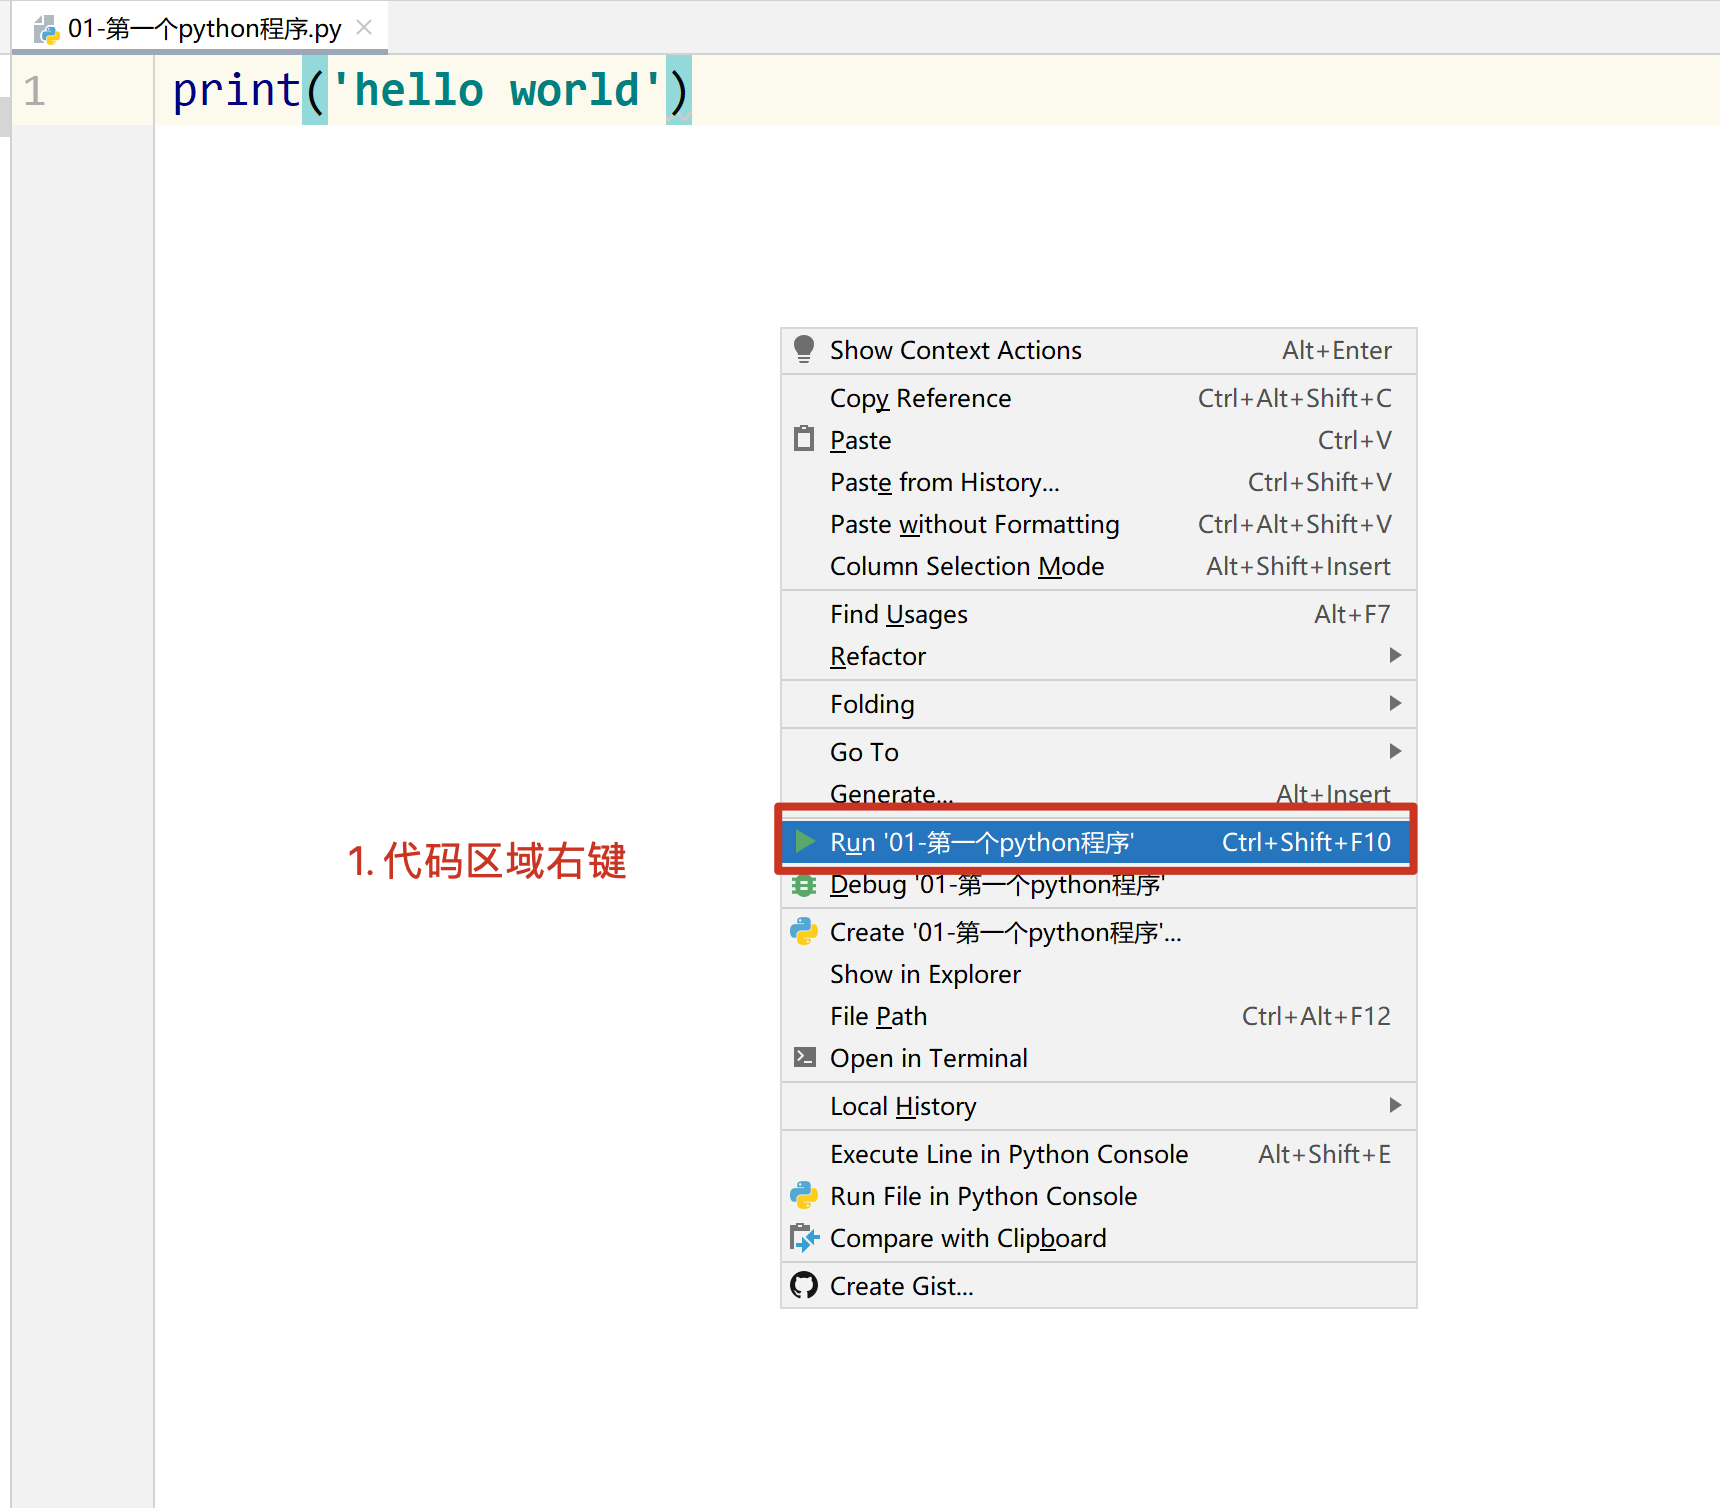 01-第一个python程序.py
1 print('hello world')
Show Context Actions Alt+Enter
Copy Reference Ctrl+Alt+Shift+C
Paste Ctrl+V
Paste from History... Ctrl+Shift+V
Paste without Formatting Ctrl+Alt+Shift+V
Column Selection Mode Alt+Shift+Insert
Find Usages Alt+F7
Refactor
Folding
Go To
Generate... Alt+Insert
Run '01-第一个python程序' Ctrl+Shift+F10
1. 代码区域右键
Debug '01-第一个python程序'
Create '01-第一个python程序'...
Show in Explorer
File Path Ctrl+Alt+F12
Open in Terminal
Local History
Execute Line in Python Console Alt+Shift+E
Run File in Python Console
Compare with Clipboard
Create Gist...